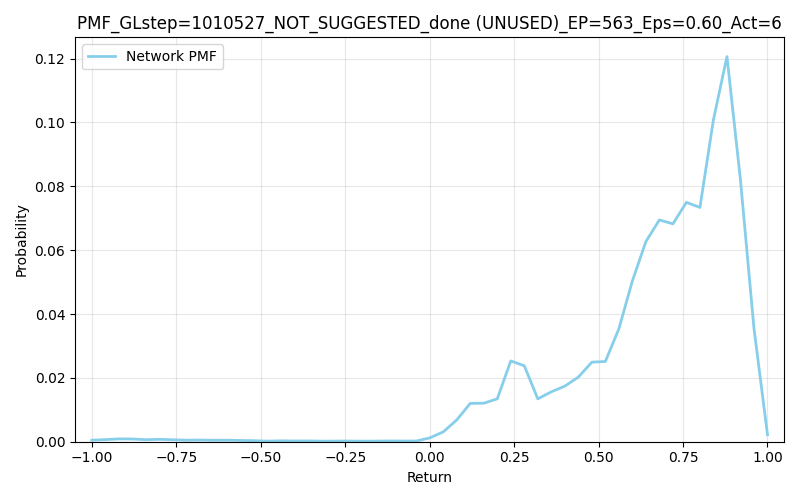 PMF_GLstep=1010527_NOT_SUGGESTED_done (UNUSED)_EP=563_Eps=0.60_Act=6
Network PMF
0.12
0.10
0.08
0.06
0.04
0.02
0.00
Probability
−1.00 −0.75 −0.50 −0.25 0.00 0.25 0.50 0.75 1.00
Return